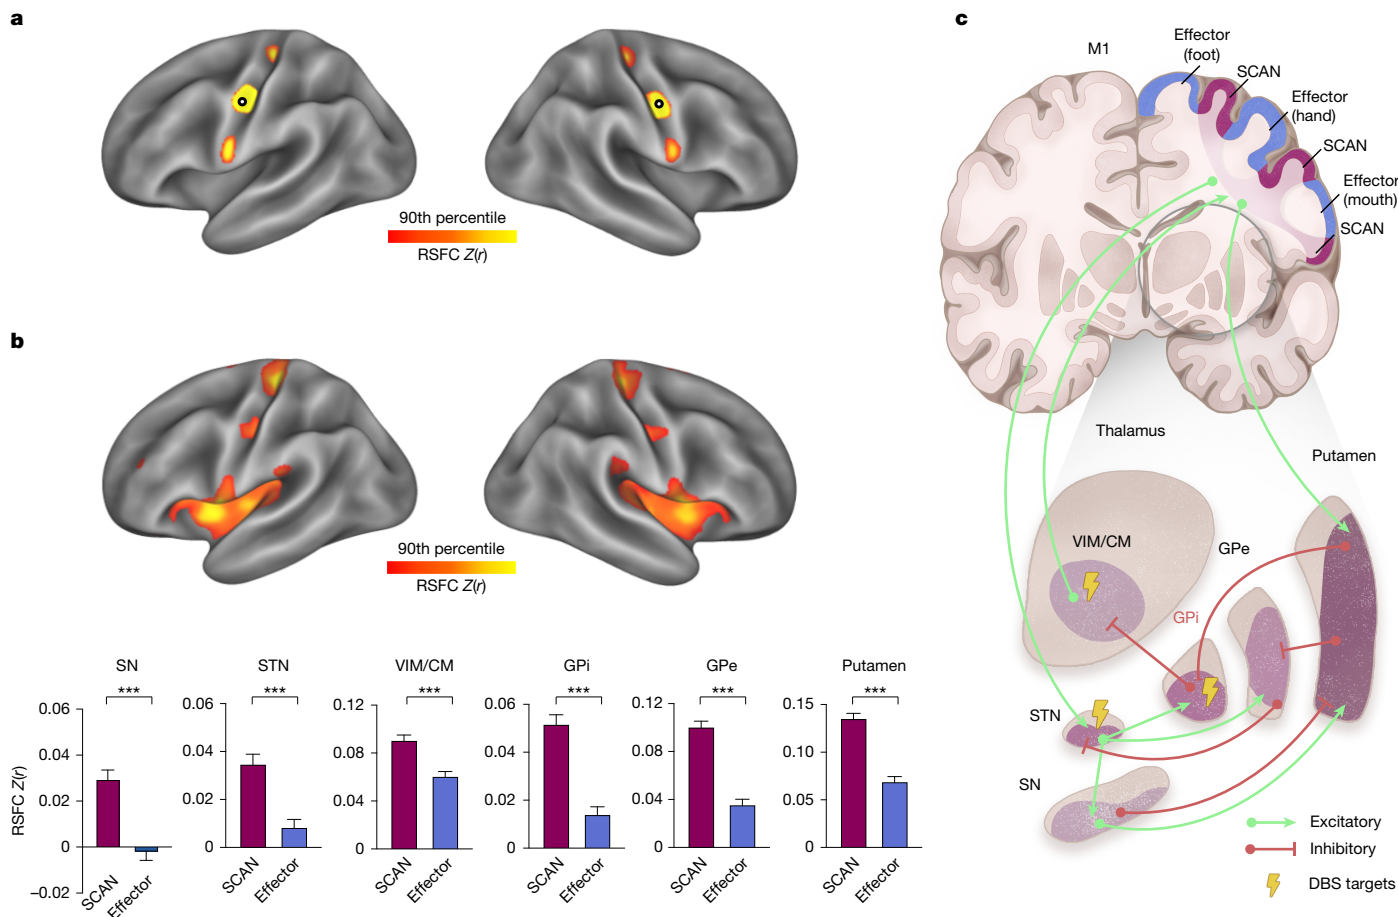 a
90th percentile
RSFC Z(r)
b
90th percentile
RSFC Z(r)
SN
STN
VIM/CM
GPi
GPe
Putamen
***
***
***
***
***
***
RSFC Z(r)
0.06
0.04
0.02
0
–0.02
0.06
0.04
0.02
0
0.12
0.08
0.04
0
0.06
0.04
0.02
0
0.12
0.08
0.04
0
0.15
0.10
0.05
0
SCAN
Effector
SCAN
Effector
SCAN
Effector
SCAN
Effector
SCAN
Effector
SCAN
Effector
c
M1
Effector
(foot)
SCAN
Effector
(hand)
SCAN
Effector
(mouth)
SCAN
Thalamus
Putamen
VIM/CM
GPe
GPi
STN
SN
Excitatory
Inhibitory
DBS targets